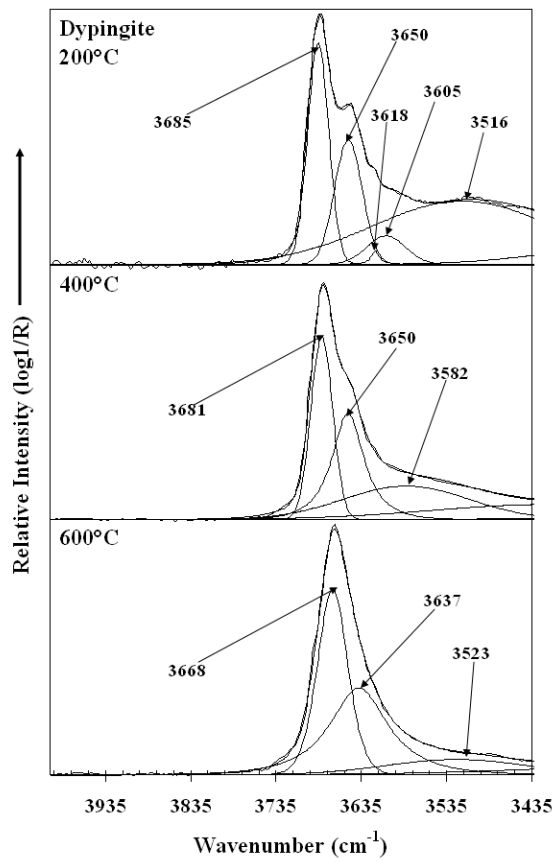 Dypingite
200°C
3650
3605
3685
3618
3516
400°C
3650
3582
3681
600°C
3637
3523
3668
Relative Intensity (log1/R)
3935 3835 3735 3635 3535 3435
Wavenumber (cm⁻¹)